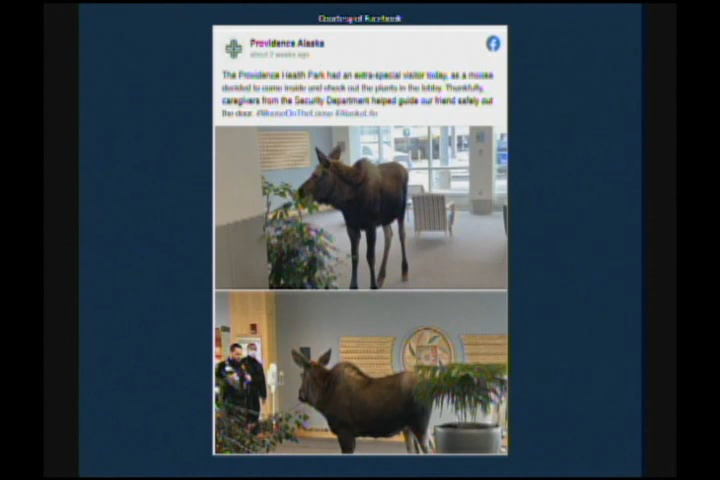 Courtesy of Facebook
Providence Alaska
about 2 weeks ago
The Providence Health Park had an extra-special visitor today, as a moose
decided to come inside and check out the plants in the lobby. Thankfully,
caregivers from the Security Department helped guide our friend safely out
the door. #MooseOnTheLoose #AlaskaLife